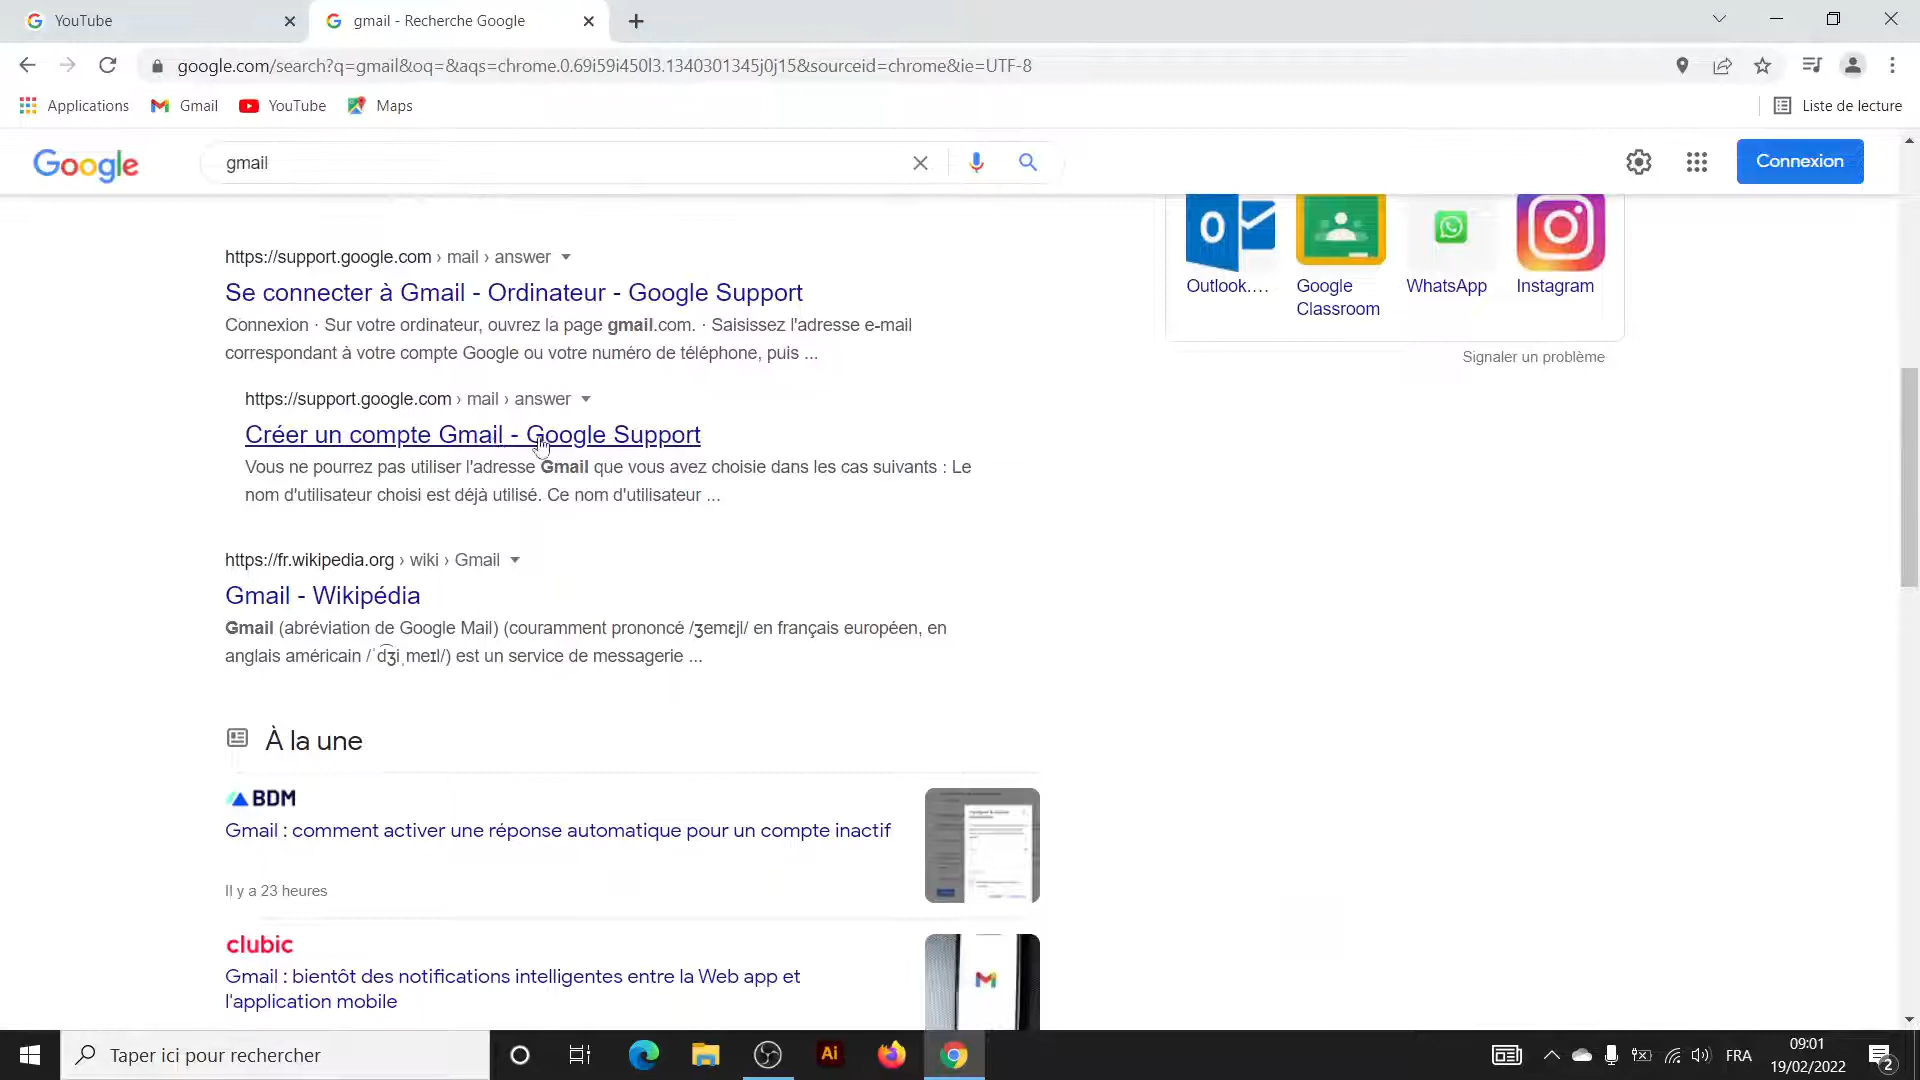 YouTube
gmail - Recherche Google
google.com/search?q=gmail&oq=&aqs=chrome.0.69i59i450l3.1340301345j0j15&sourceid=chrome&ie=UTF-8
Applications
Gmail
YouTube
Maps
Liste de lecture
Google
gmail
Connexion
https://support.google.com › mail › answer
Se connecter à Gmail - Ordinateur - Google Support
Connexion · Sur votre ordinateur, ouvrez la page gmail.com. · Saisissez l'adresse e-mail
correspondant à votre compte Google ou votre numéro de téléphone, puis ...
Outlook....
Google
Classroom
WhatsApp
Instagram
Signaler un problème
https://support.google.com › mail › answer
Créer un compte Gmail - Google Support
Vous ne pourrez pas utiliser l'adresse Gmail que vous avez choisie dans les cas suivants : Le
nom d'utilisateur choisi est déjà utilisé. Ce nom d'utilisateur ...
https://fr.wikipedia.org › wiki › Gmail
Gmail - Wikipédia
Gmail (abréviation de Google Mail) (couramment prononcé /ʒemɛjl/ en français européen, en
anglais américain /ˈd͡ʒiˌmeɪl/) est un service de messagerie ...
À la une
BDM
Gmail : comment activer une réponse automatique pour un compte inactif
Il y a 23 heures
clubic
Gmail : bientôt des notifications intelligentes entre la Web app et
l'application mobile
Taper ici pour rechercher
Ai
FRA
09:01
19/02/2022
2